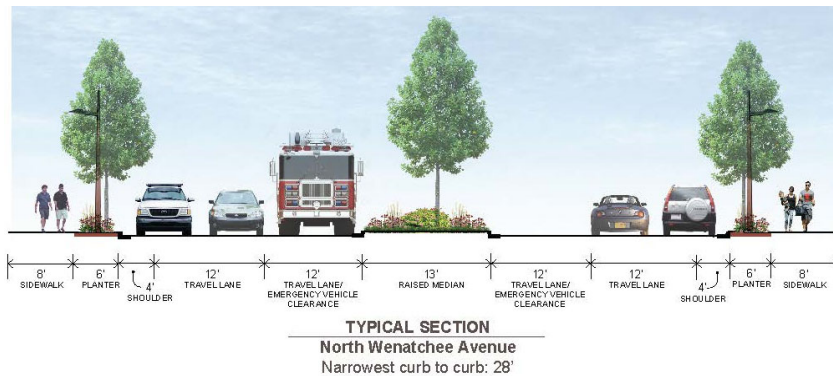 8' 6' 4' 12' 12' 13' 12' 12' 4' 6' 8'
SIDEWALK PLANTER SHOULDER TRAVEL LANE TRAVEL LANE/ RAISED MEDIAN TRAVEL LANE/ TRAVEL LANE SHOULDER PLANTER SIDEWALK
EMERGENCY VEHICLE EMERGENCY VEHICLE
CLEARANCE CLEARANCE
TYPICAL SECTION
North Wenatchee Avenue
Narrowest curb to curb: 28'